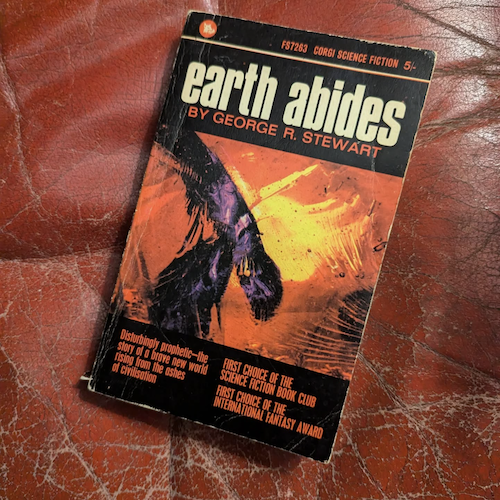 FS7263 CORGI SCIENCE FICTION 5/-
earth abides
BY GEORGE R. STEWART
Disturbingly prophetic—the
story of a brave new world
rising from the ashes
of civilisation
FIRST CHOICE OF THE
SCIENCE FICTION BOOK CLUB
FIRST CHOICE OF THE
INTERNATIONAL FANTASY AWARD